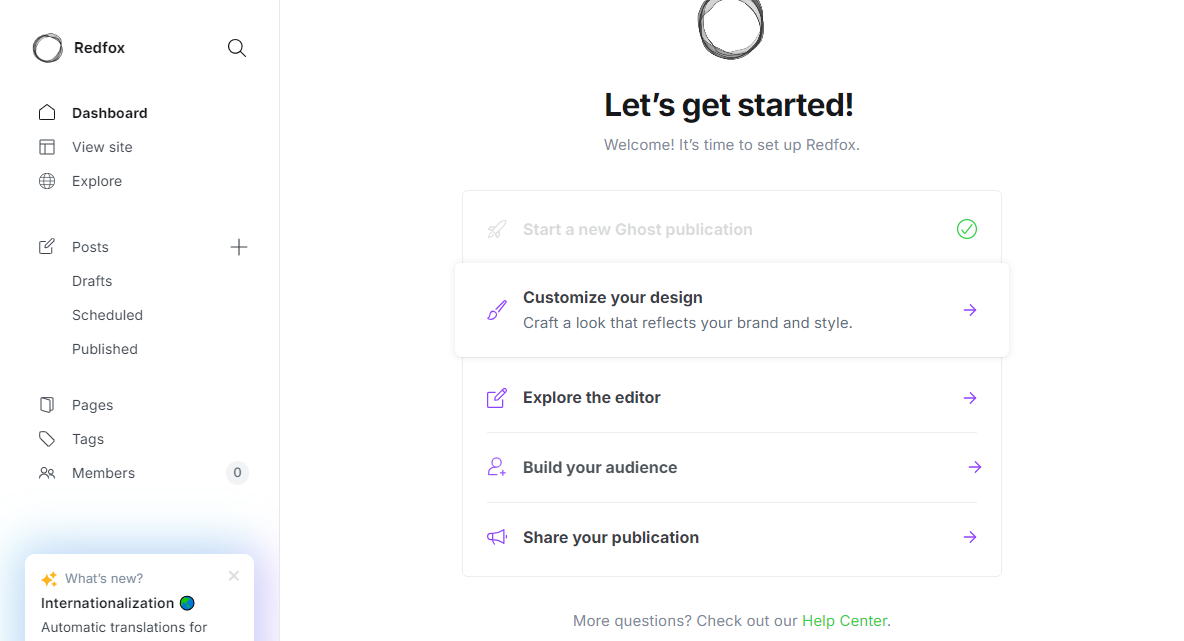 Redfox
Dashboard
View site
Explore
Posts
Drafts
Scheduled
Published
Pages
Tags
Members
0
What's new?
Internationalization
Automatic translations for
Let's get started!
Welcome! It's time to set up Redfox.
Start a new Ghost publication
Customize your design
Craft a look that reflects your brand and style.
Explore the editor
Build your audience
Share your publication
More questions? Check out our Help Center.